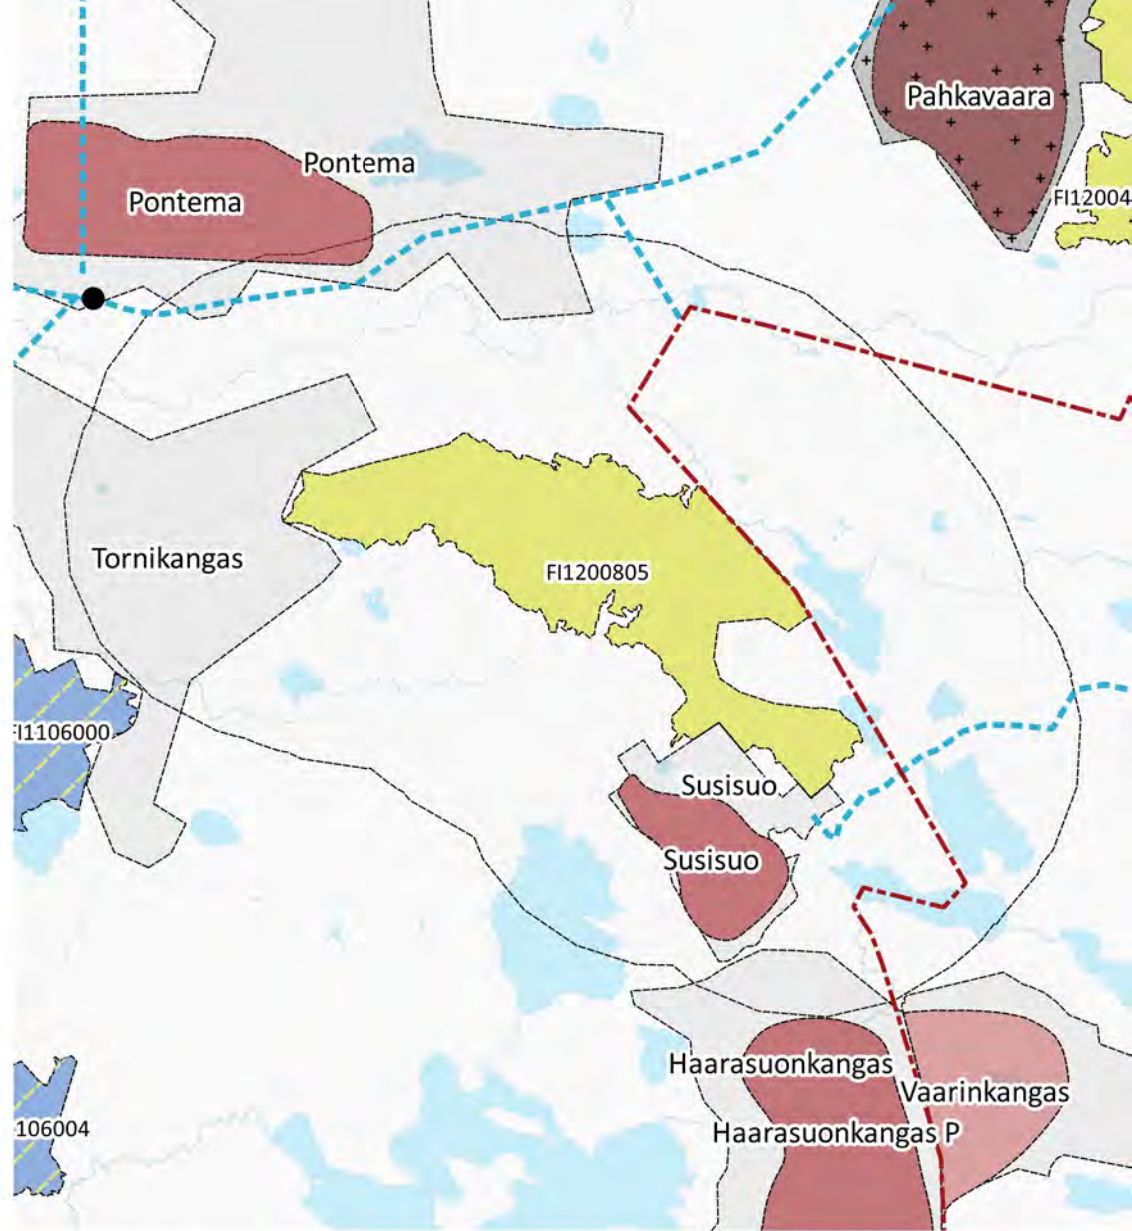 Pahkavaara
Pontema
Pontema
FI12004
Tornikangas
FI1200805
FI1106000
Susisuo
Susisuo
Haarasuonkangas
Vaarinkangas
106004
Haarasuonkangas P